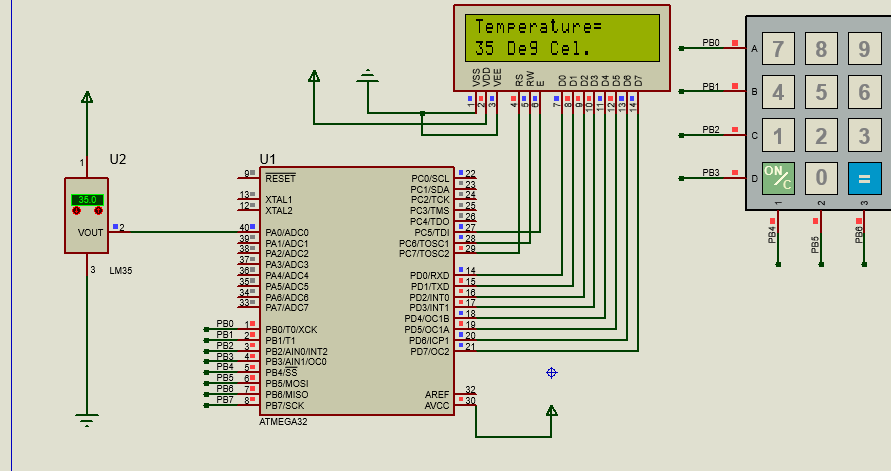 Temperature=
35 Deg Cel.
VSS
VDD
VEE
RS
RW
E
D0
D1
D2
D3
D4
D5
D6
D7
1
2
3
4
5
6
7
8
9
10
11
12
13
14
PB0
A
7
8
9
PB1
B
4
5
6
PB2
C
1
2
3
PB3
D
ON/C
0
=
1
2
3
PB4
PB5
PB6
U2
1
35.0
VOUT
2
3
LM35
U1
9 RESET
13 XTAL1
12 XTAL2
40 PA0/ADC0
39 PA1/ADC1
38 PA2/ADC2
37 PA3/ADC3
36 PA4/ADC4
35 PA5/ADC5
34 PA6/ADC6
33 PA7/ADC7
PB0 1 PB0/T0/XCK
PB1 2 PB1/T1
PB2 3 PB2/AIN0/INT2
PB3 4 PB3/AIN1/OC0
PB4 5 PB4/SS
PB5 6 PB5/MOSI
PB6 7 PB6/MISO
PB7 8 PB7/SCK
PC0/SCL 22
PC1/SDA 23
PC2/TCK 24
PC3/TMS 25
PC4/TDO 26
PC5/TDI 27
PC6/TOSC1 28
PC7/TOSC2 29
PD0/RXD 14
PD1/TXD 15
PD2/INT0 16
PD3/INT1 17
PD4/OC1B 18
PD5/OC1A 19
PD6/ICP1 20
PD7/OC2 21
AREF 32
AVCC 30
ATMEGA32